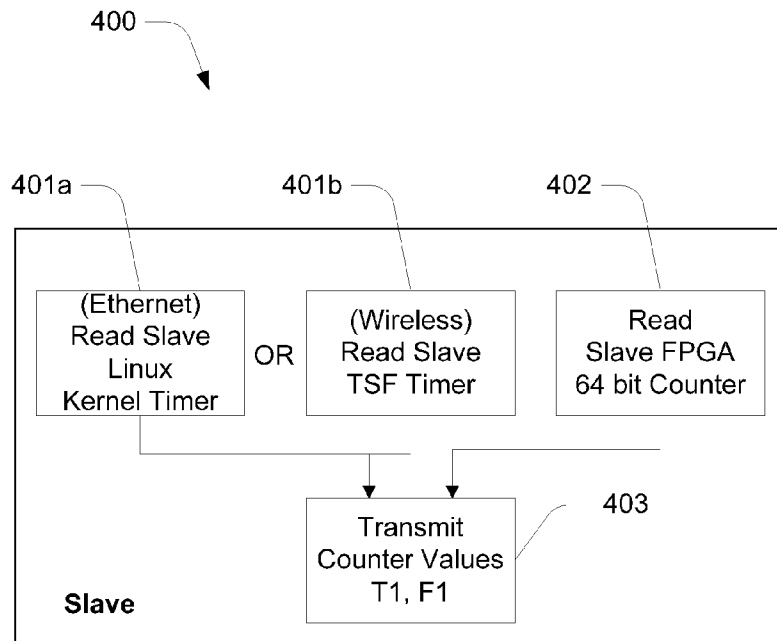 400
401a
401b
402
(Ethernet)
Read Slave
Linux
Kernel Timer
OR
(Wireless)
Read Slave
TSF Timer
Read
Slave FPGA
64 bit Counter
Transmit
Counter Values
T1, F1
403
Slave